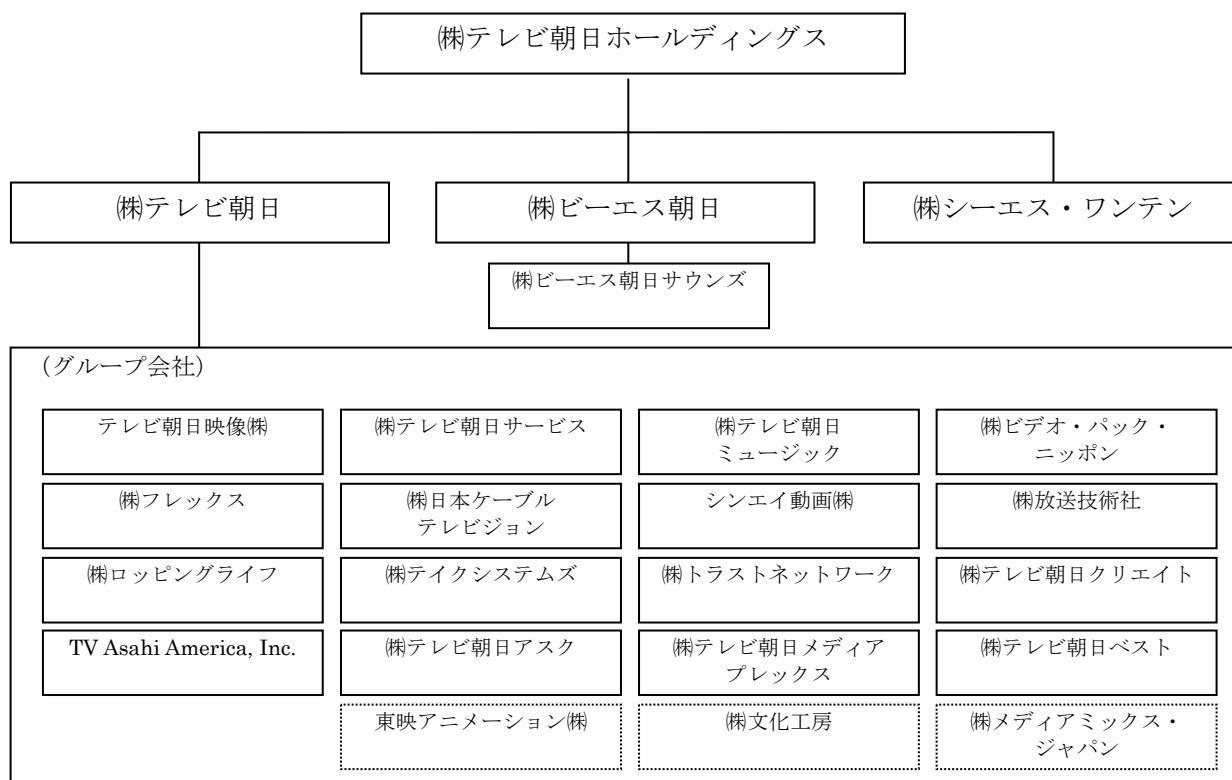 ㈱テレビ朝日ホールディングス
㈱テレビ朝日
㈱ビーエス朝日
㈱シーエス・ワンテン
㈱ビーエス朝日サウンズ
(グループ会社)
テレビ朝日映像㈱
㈱テレビ朝日サービス
㈱テレビ朝日
ミュージック
㈱ビデオ・パック・
ニッポン
㈱フレックス
㈱日本ケーブル
テレビジョン
シンエイ動画㈱
㈱放送技術社
㈱ロッピングライフ
㈱テイクシステムズ
㈱トラストネットワーク
㈱テレビ朝日クリエイト
TV Asahi America, Inc.
㈱テレビ朝日アスク
㈱テレビ朝日メディア
プレックス
㈱テレビ朝日ベスト
東映アニメーション㈱
㈱文化工房
㈱メディアミックス・
ジャパン